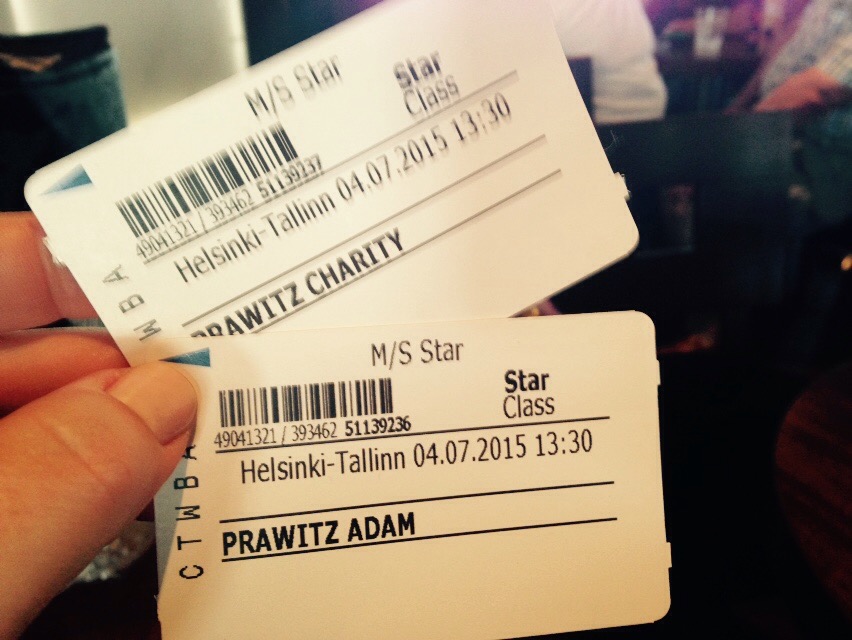 M/S Star
Star
Class
49041321 / 393462 51139237
Helsinki-Tallinn 04.07.2015 13:30
PRAWITZ CHARITY
M/S Star
Star
Class
49041321 / 393462 51139236
Helsinki-Tallinn 04.07.2015 13:30
PRAWITZ ADAM